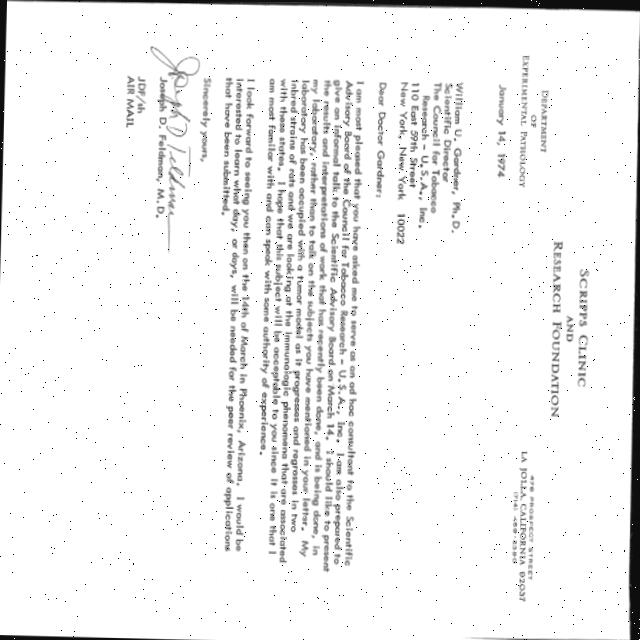 SCRIPPS CLINIC
AND
RESEARCH FOUNDATION
DEPARTMENT
OF
EXPERIMENTAL PATHOLOGY
476 PROSPECT STREET
LA JOLLA, CALIFORNIA 92037
January 14, 1974
William U. Gardner, Ph.D.
Scientific Director
The Council for Tobacco
Research - U.S.A., Inc.
110 East 59th Street
New York, New York 10022
Dear Doctor Gardner:
I am most pleased that you have asked me to serve as an ad hoc consultant to the Scientific
Advisory Board of the Council for Tobacco Research - U.S.A., Inc. I am also prepared to
give an informal talk to the Scientific Advisory Board on March 14. I should like to present
the results and interpretations of work that has recently been done, and is being done, in
my laboratory, rather than to talk on the subjects you have mentioned in your letter. My
laboratory has been occupied with a tumor model as it progresses and regresses in two
inbred strains of rats and we are looking at the immunologic phenomena that are associated
with these states. I hope that this subject will be acceptable to you since it is one that I
am most familiar with and can speak with some authority of experience.
I look forward to seeing you then on the 14th of March in Phoenix, Arizona. I would be
interested to learn what day, or days, will be needed for the peer review of applications
that have been submitted.
Sincerely yours,
Joseph D. Feldman
Joseph D. Feldman, M.D.
JDF/sh
AIR MAIL